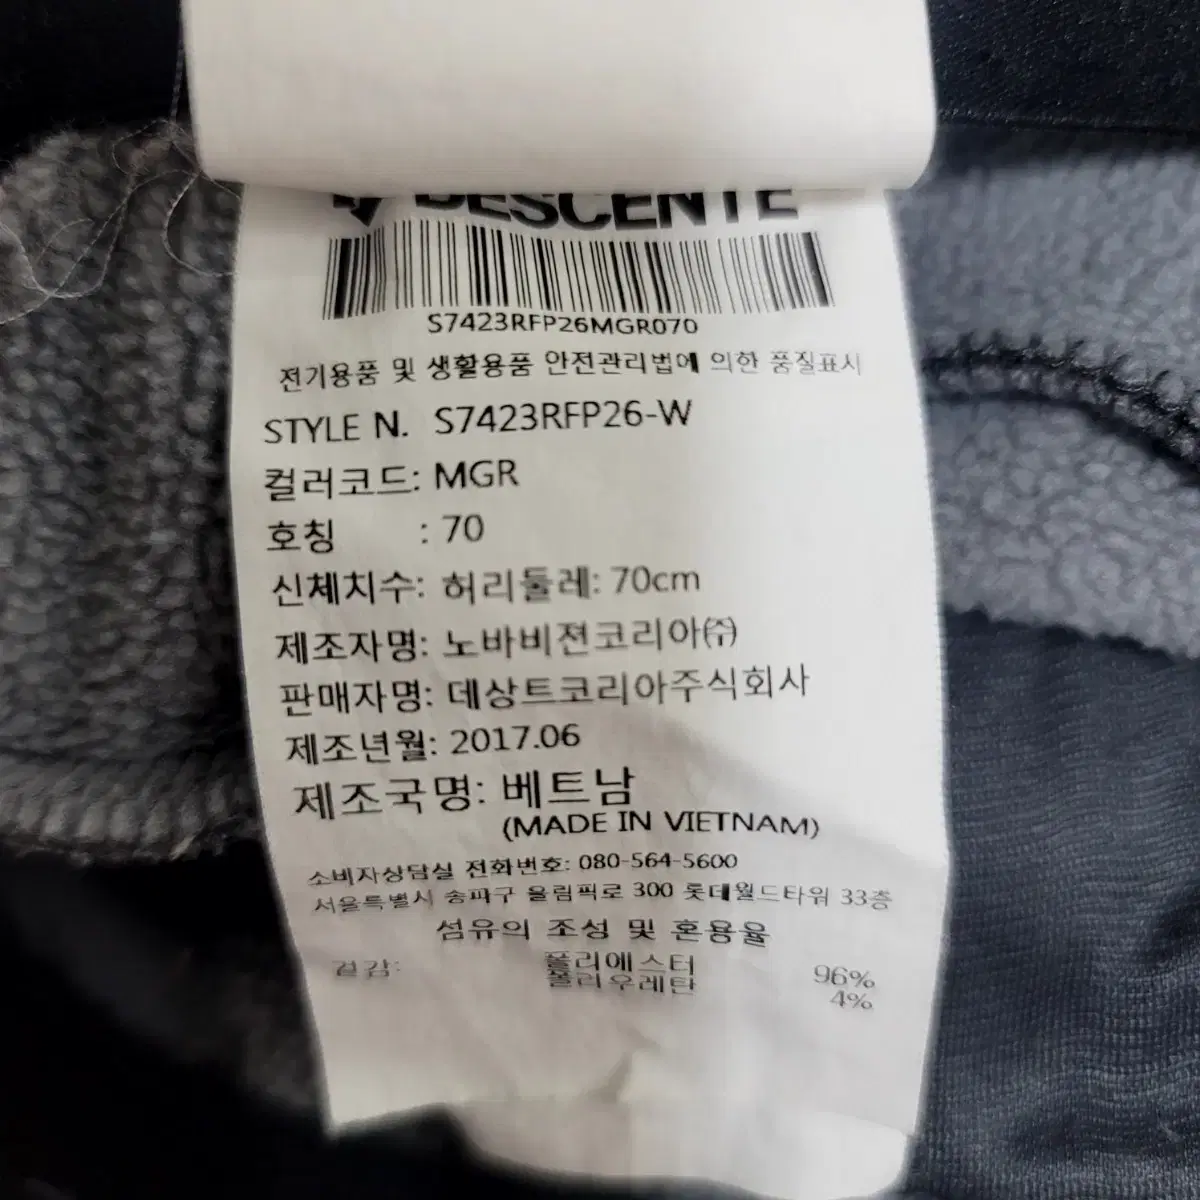 DESCENTE
S7423RFP26MGR070
전기용품 및 생활용품 안전관리법에 의한 품질표시
STYLE N. S7423RFP26-W
컬러코드: MGR
호칭 : 70
신체치수: 허리둘레: 70cm
제조자명: 노바비젼코리아㈜
판매자명: 데상트코리아주식회사
제조년월: 2017.06
제조국명: 베트남
(MADE IN VIETNAM)
소비자상담실 전화번호: 080-564-5600
서울특별시 송파구 올림픽로 300 롯데월드타워 33층
섬유의 조성 및 혼용율
겉감: 폴리에스터 96%
폴리우레탄 4%